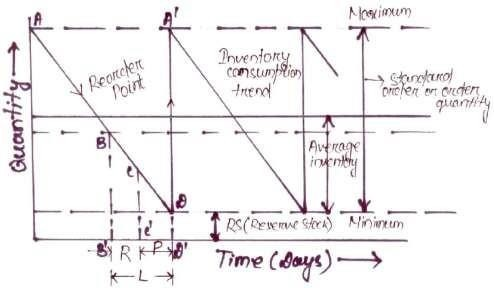 A
A'
Maximum
Reorder
Point
Inventory
consumption
trend
Standard
order or order
quantity
Quantity
B
Average
inventory
C
D
RS (Reserve Stock)
Minimum
C'
B'
R
P
D'
L
Time (Days)